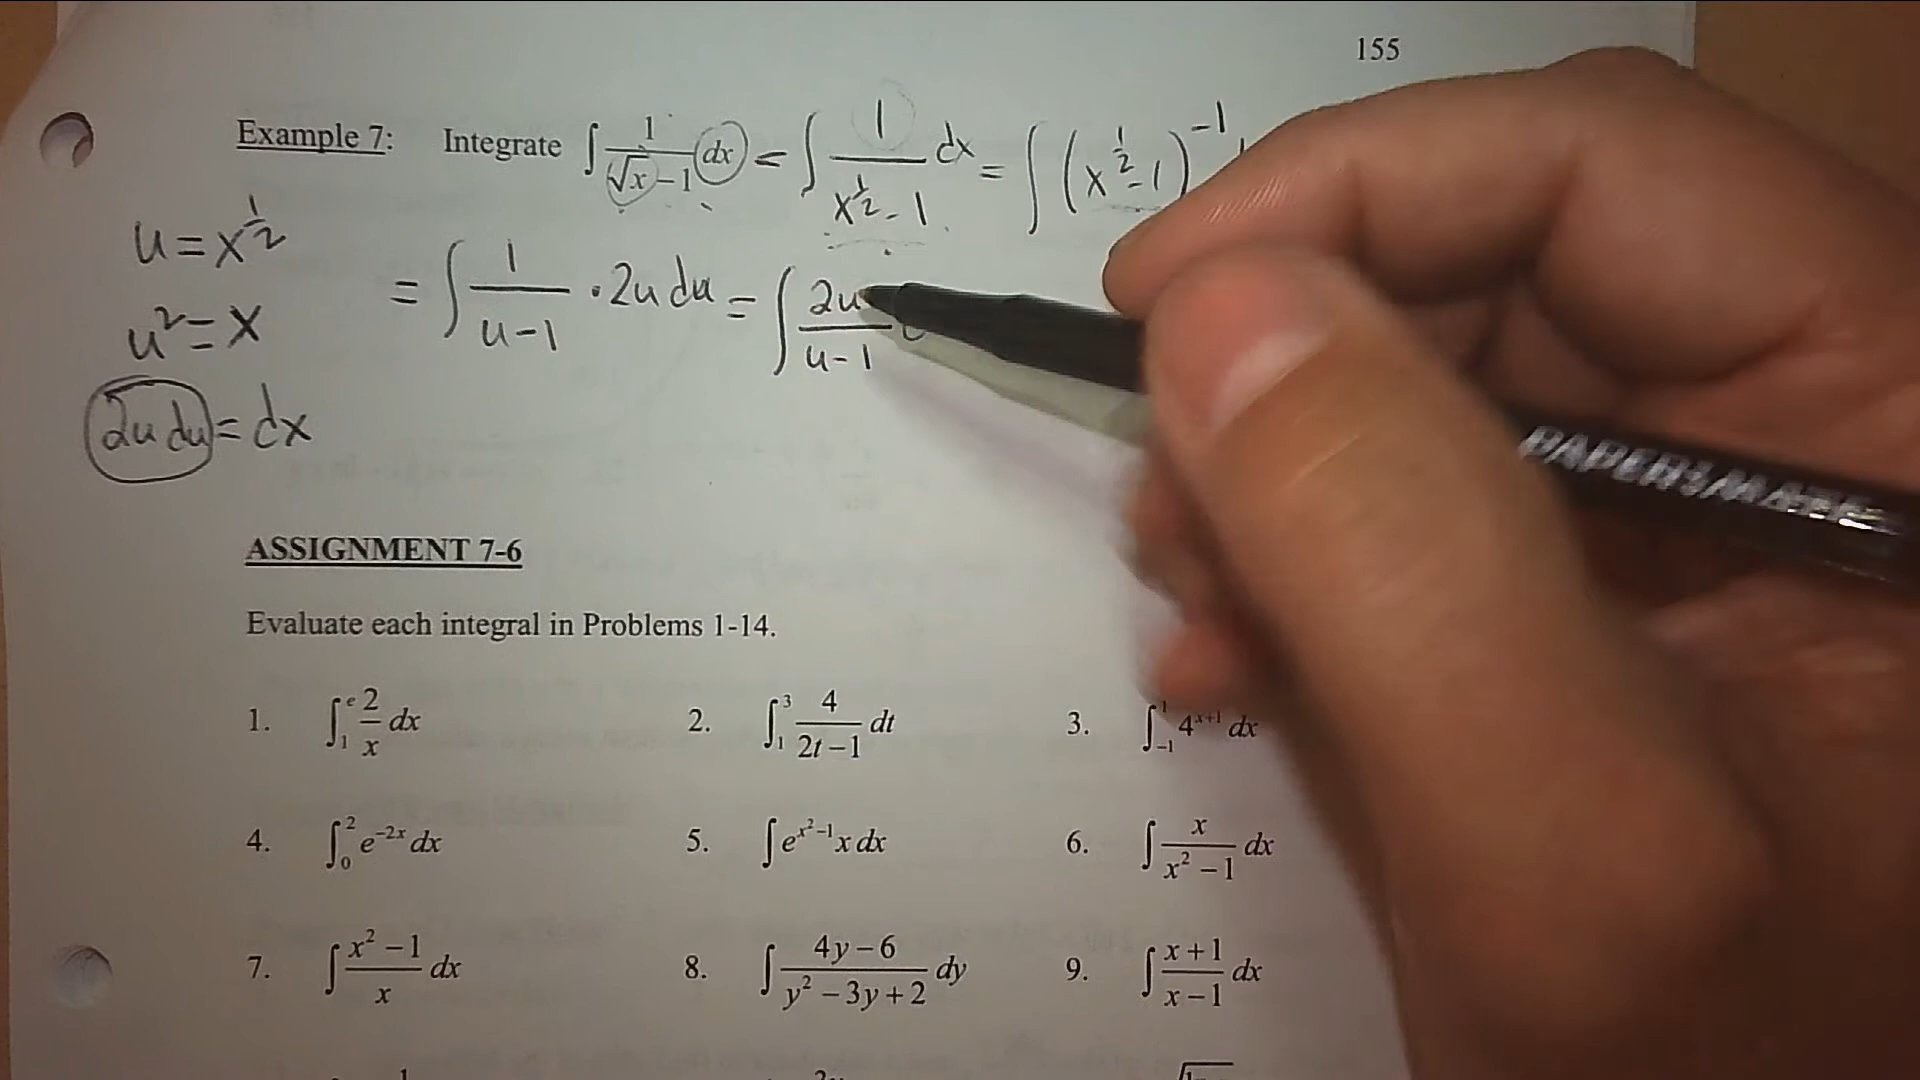 155
Example 7: Integrate ∫ 1/(√x − 1) dx = ∫ 1/(x^(1/2) - 1) dx = ∫ (x^(1/2) - 1)^(-1)
u = x^(1/2)
= ∫ 1/(u-1) · 2u du = ∫ 2u/(u-1)
u² = x
2u du = dx
PAPERMATE
ASSIGNMENT 7-6
Evaluate each integral in Problems 1-14.
1. ∫₁^e 2/x dx 2. ∫₁³ 4/(2t − 1) dt 3. ∫₋₁¹ 4^(x+1) dx
4. ∫₀² e^(−2x) dx 5. ∫ e^(x²−1) x dx 6. ∫ x/(x² − 1) dx
7. ∫ (x² − 1)/x dx 8. ∫ (4y − 6)/(y² − 3y + 2) dy 9. ∫ (x + 1)/(x − 1) dx